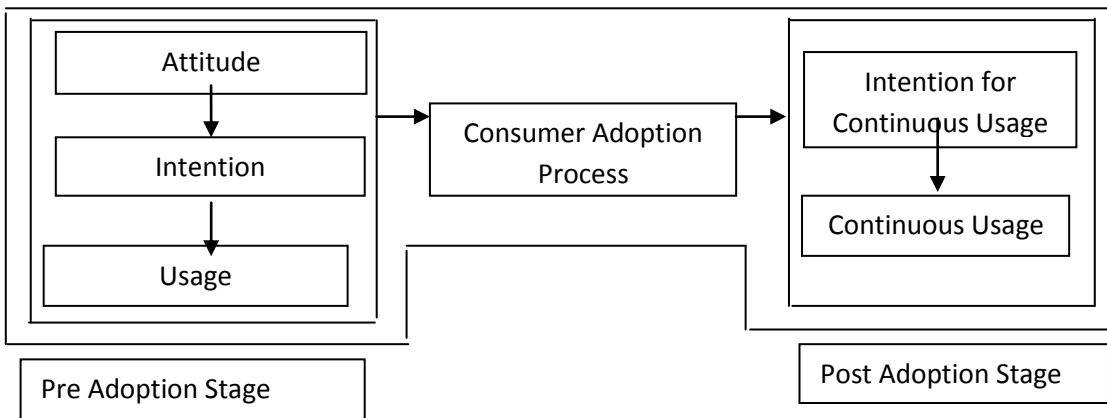 Attitude
Intention
Usage
Consumer Adoption
Process
Intention for
Continuous Usage
Continuous Usage
Pre Adoption Stage
Post Adoption Stage